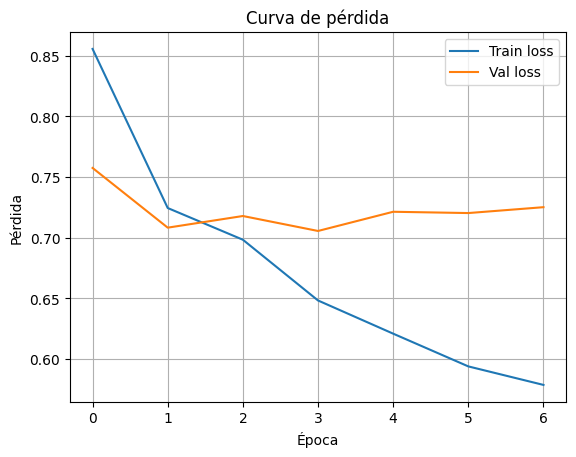 Curva de pérdida
Train loss
Val loss
0.85
0.80
0.75
0.70
0.65
0.60
Pérdida
0 1 2 3 4 5 6
Época